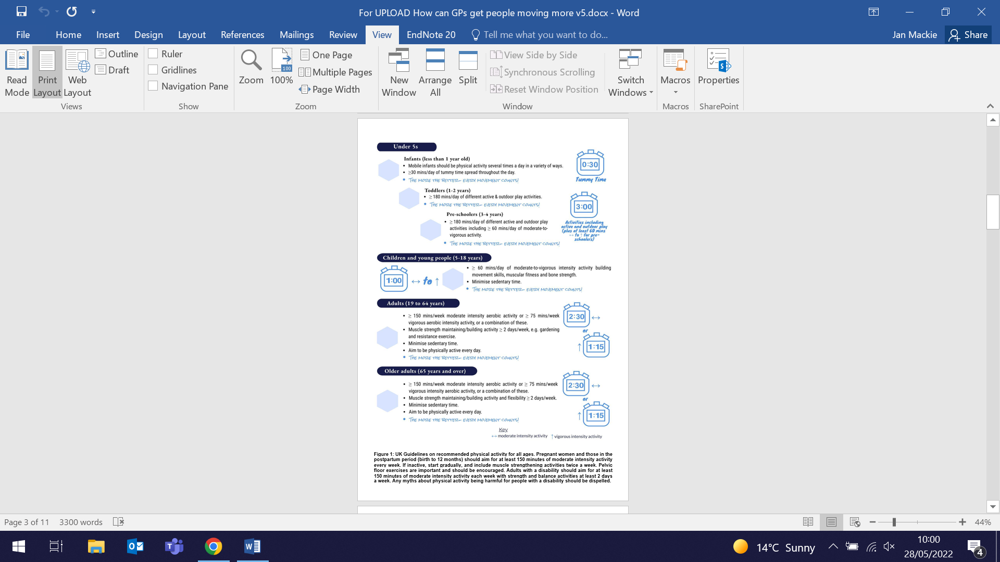 For UPLOAD How can GPs get people moving more v5.docx - Word
File Home Insert Design Layout References Mailings Review View EndNote 20 Tell me what you want to do... Jan Mackie Share
Read Mode
Print Layout
Web Layout
Outline
Draft
Views
Ruler
Gridlines
Navigation Pane
Show
Zoom
100
100%
One Page
Multiple Pages
Page Width
Zoom
New Window
Arrange All
Split
View Side by Side
Synchronous Scrolling
Reset Window Position
Switch Windows
Window
Macros
Macros
Properties
SharePoint
Under 5s
Infants (less than 1 year old)
• Mobile infants should be physical activity several times a day in a variety of ways.
• ≥30 mins/day of tummy time spread throughout the day.
• The more the better– every movement counts!
0:30
Tummy Time
Toddlers (1-2 years)
• ≥ 180 mins/day of different active & outdoor play activities.
• The more the better– every movement counts!
Pre-schoolers (3-4 years)
• ≥ 180 mins/day of different active and outdoor play
activities including ≥ 60 mins/day of moderate-to-
vigorous activity.
• The more the better– every movement counts!
3:00
Activities including
active and outdoor play
(plus at least 60 mins
↔ to ↑ for pre-
schoolers)
Children and young people (5-18 years)
1:00 ↔ to ↑
• ≥ 60 mins/day of moderate-to-vigorous intensity activity building
movement skills, muscular fitness and bone strength.
• Minimise sedentary time.
• The more the better– every movement counts!
Adults (19 to 64 years)
• ≥ 150 mins/week moderate intensity aerobic activity or ≥ 75 mins/week
vigorous aerobic intensity activity, or a combination of these.
• Muscle strength maintaining/building activity ≥ 2 days/week, e.g. gardening
and resistance exercise.
• Minimise sedentary time.
• Aim to be physically active every day.
• The more the better– every movement counts!
2:30 ↔
or
↑ 1:15
Older adults (65 years and over)
• ≥ 150 mins/week moderate intensity aerobic activity or ≥ 75 mins/week
vigorous intensity aerobic activity, or a combination of these.
• Muscle strength maintaining/building activity and flexibility ≥ 2 days/week.
• Minimise sedentary time.
• Aim to be physically active every day.
• The more the better– every movement counts!
2:30 ↔
or
↑ 1:15
Key
↔ moderate intensity activity ↑ vigorous intensity activity
Figure 1: UK Guidelines on recommended physical activity for all ages. Pregnant women and those in the
postpartum period (birth to 12 months) should aim for at least 150 minutes of moderate intensity activity
every week. If inactive, start gradually, and include muscle strengthening activities twice a week. Pelvic
floor exercises are important and should be encouraged. Adults with a disability should aim for at least
150 minutes of moderate intensity activity each week with strength and balance activities at least 2 days
a week. Any myths about physical activity being harmful for people with a disability should be dispelled.
Page 3 of 11 3300 words 44%
14°C Sunny
10:00
28/05/2022
4